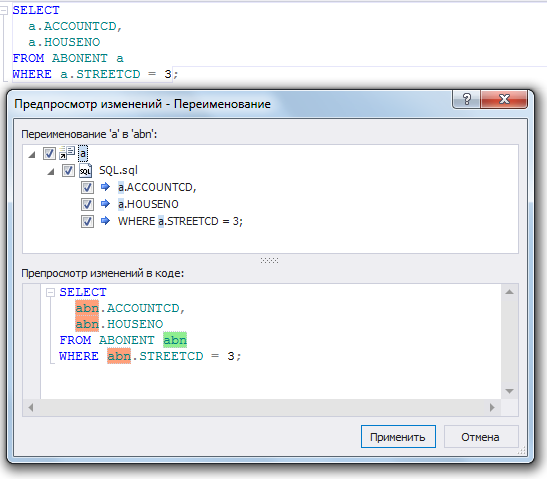 SELECT
a.ACCOUNTCD,
a.HOUSENO
FROM ABONENT a
WHERE a.STREETCD = 3;
Предпросмотр изменений - Переименование
?
Переименование 'a' в 'abn':
a
SQL SQL.sql
a.ACCOUNTCD,
a.HOUSENO
WHERE a.STREETCD = 3;
Препросмотр изменений в коде:
SELECT
abn.ACCOUNTCD,
abn.HOUSENO
FROM ABONENT abn
WHERE abn.STREETCD = 3;
Применить
Отмена